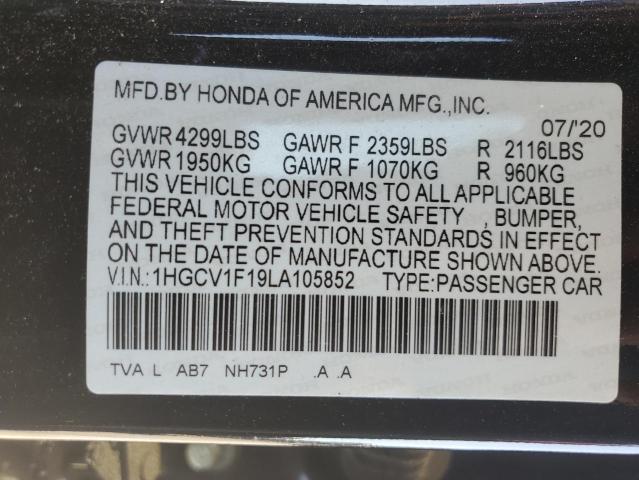 MFD.BY HONDA OF AMERICA MFG.,INC.
07/'20
GVWR 4299LBS GAWR F 2359LBS R 2116LBS
GVWR 1950KG GAWR F 1070KG R 960KG
THIS VEHICLE CONFORMS TO ALL APPLICABLE
FEDERAL MOTOR VEHICLE SAFETY , BUMPER,
AND THEFT PREVENTION STANDARDS IN EFFECT
ON THE DATE OF MANUFACTURE SHOWN ABOVE.
V.I.N.:1HGCV1F19LA105852 TYPE:PASSENGER CAR
TVA L AB7 NH731P .A .A